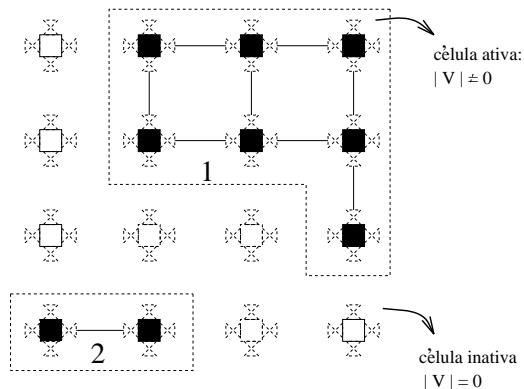 célula ativa:
| V | ≠ 0
1
2
célula inativa
| V | = 0